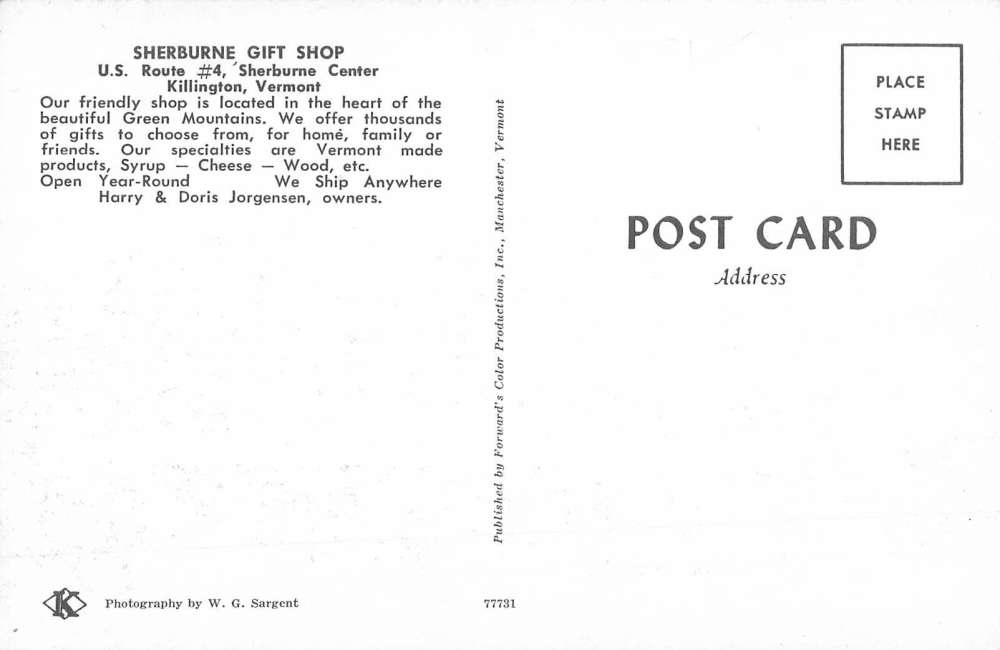 SHERBURNE GIFT SHOP
U.S. Route #4, Sherburne Center
Killington, Vermont
Our friendly shop is located in the heart of the
beautiful Green Mountains. We offer thousands
of gifts to choose from, for home, family or
friends. Our specialties are Vermont made
products, Syrup — Cheese — Wood, etc.
Open Year-Round We Ship Anywhere
Harry & Doris Jorgensen, owners.
K
Photography by W. G. Sargent
Published by Forward's Color Productions, Inc., Manchester, Vermont
77731
PLACE
STAMP
HERE
POST CARD
Address